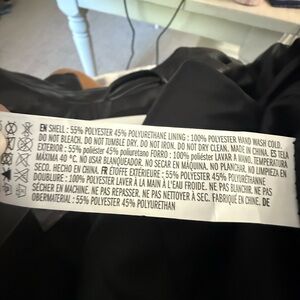 EN SHELL : 55% POLYESTER 45% POLYURETHANE LINING : 100% POLYESTER HAND WASH COLD.
DO NOT BLEACH. DO NOT TUMBLE DRY. DO NOT IRON. DO NOT DRY CLEAN. MADE IN CHINA. ES TELA
EXTERIOR : 55% poliéster 45% poliuretano FORRO : 100% poliéster LAVAR A MANO. TEMPERATURA
MÁXIMA 40 °C. NO USAR BLANQUEADOR. NO SECAR EN MÁQUINA. NO PLANCHAR. NO LIMPIEZA EN
SECO. HECHO EN CHINA. FR ÉTOFFE EXTÉRIEURE : 55% POLYESTER 45% POLYURÉTHANNE
DOUBLURE : 100% POLYESTER LAVER À LA MAIN À L'EAU FROIDE. NE PAS BLANCHIR. NE PAS
SÉCHER EN MACHINE. NE PAS REPASSER. NE PAS NETTOYER À SEC. FABRIQUÉ EN CHINE. DE
OBERMATERIAL : 55% POLYESTER 45% POLYURETHAN